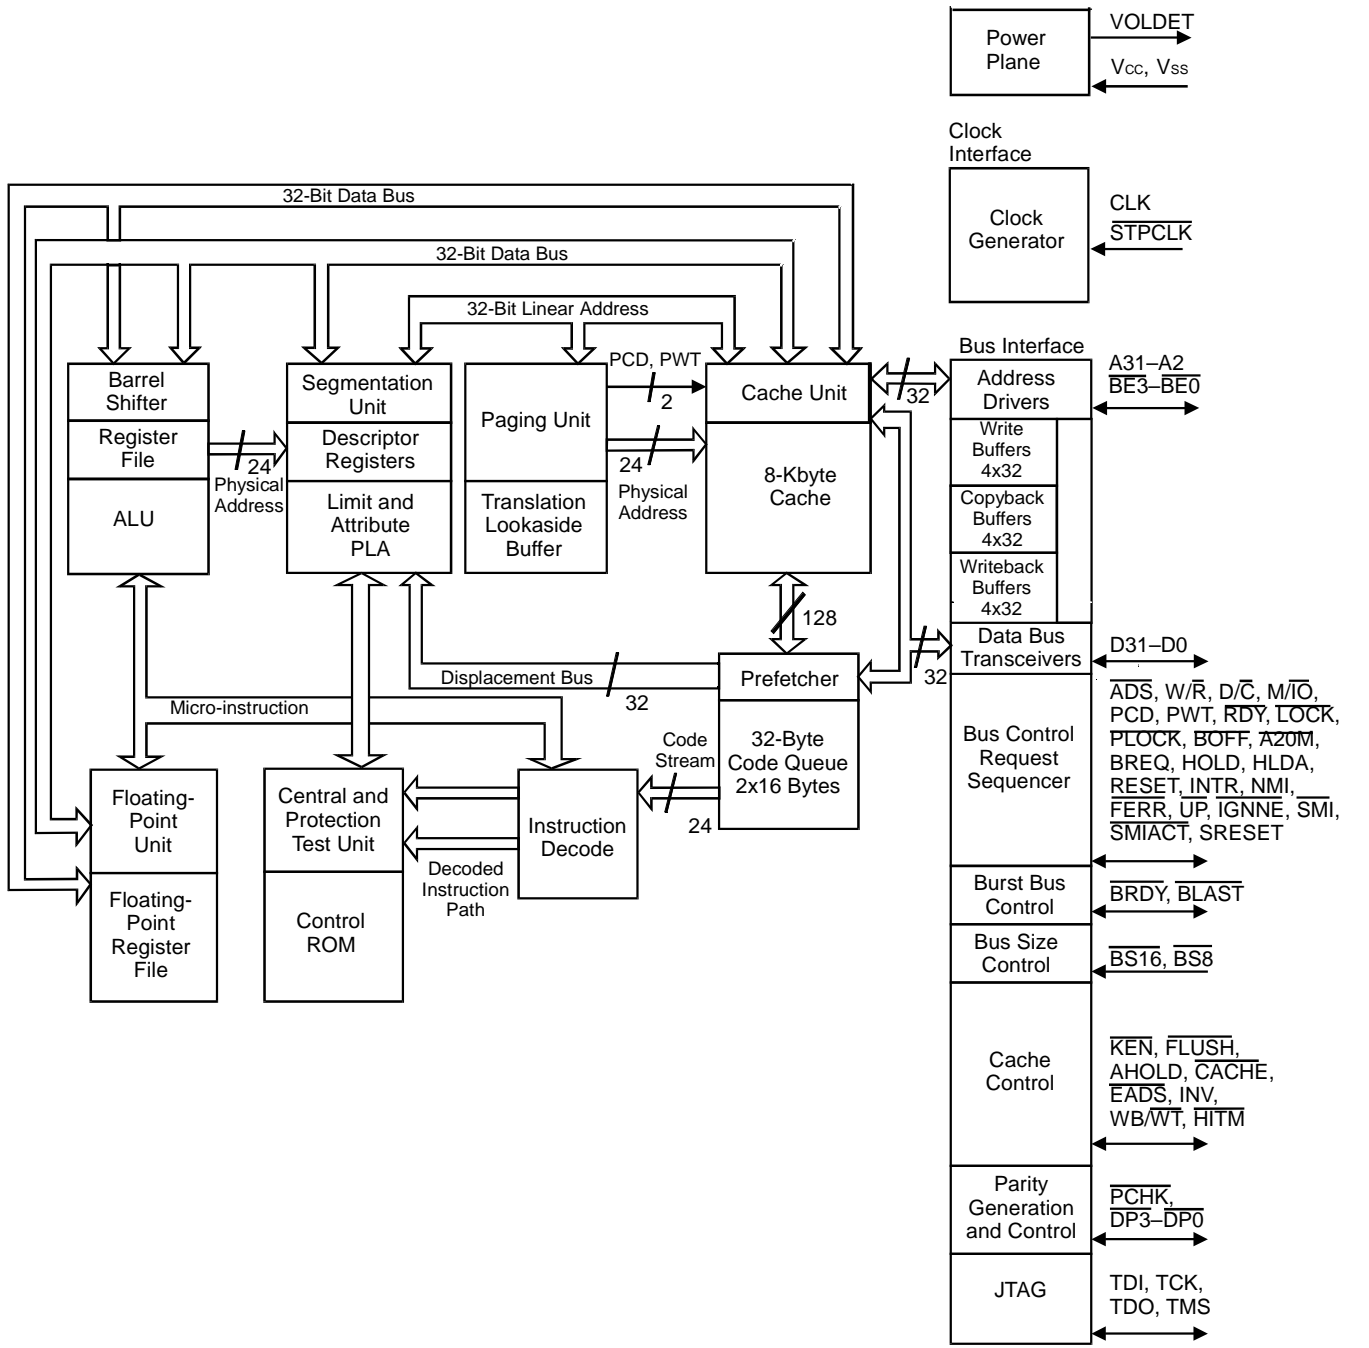 Power
Plane
VOLDET
VCC, VSS
Clock
Interface
Clock
Generator
CLK
STPCLK
32-Bit Data Bus
32-Bit Data Bus
32-Bit Linear Address
Barrel
Shifter
Register
File
ALU
24
Physical
Address
Segmentation
Unit
Descriptor
Registers
Limit and
Attribute
PLA
Paging Unit
Translation
Lookaside
Buffer
PCD, PWT
2
24
Physical
Address
Cache Unit
8-Kbyte
Cache
32
128
Bus Interface
Address
Drivers
A31–A2
BE3–BE0
Write
Buffers
4x32
Copyback
Buffers
4x32
Writeback
Buffers
4x32
Data Bus
Transceivers
32
D31–D0
Displacement Bus
32
Prefetcher
32-Byte
Code Queue
2x16 Bytes
Micro-instruction
Code
Stream
24
Floating-
Point
Unit
Floating-
Point
Register
File
Central and
Protection
Test Unit
Control
ROM
Instruction
Decode
Decoded
Instruction
Path
Bus Control
Request
Sequencer
ADS, W/R, D/C, M/IO,
PCD, PWT, RDY, LOCK,
PLOCK, BOFF, A20M,
BREQ, HOLD, HLDA,
RESET, INTR, NMI,
FERR, UP, IGNNE, SMI,
SMIACT, SRESET
Burst Bus
Control
BRDY, BLAST
Bus Size
Control
BS16, BS8
Cache
Control
KEN, FLUSH,
AHOLD, CACHE,
EADS, INV,
WB/WT, HITM
Parity
Generation
and Control
PCHK,
DP3–DP0
JTAG
TDI, TCK,
TDO, TMS